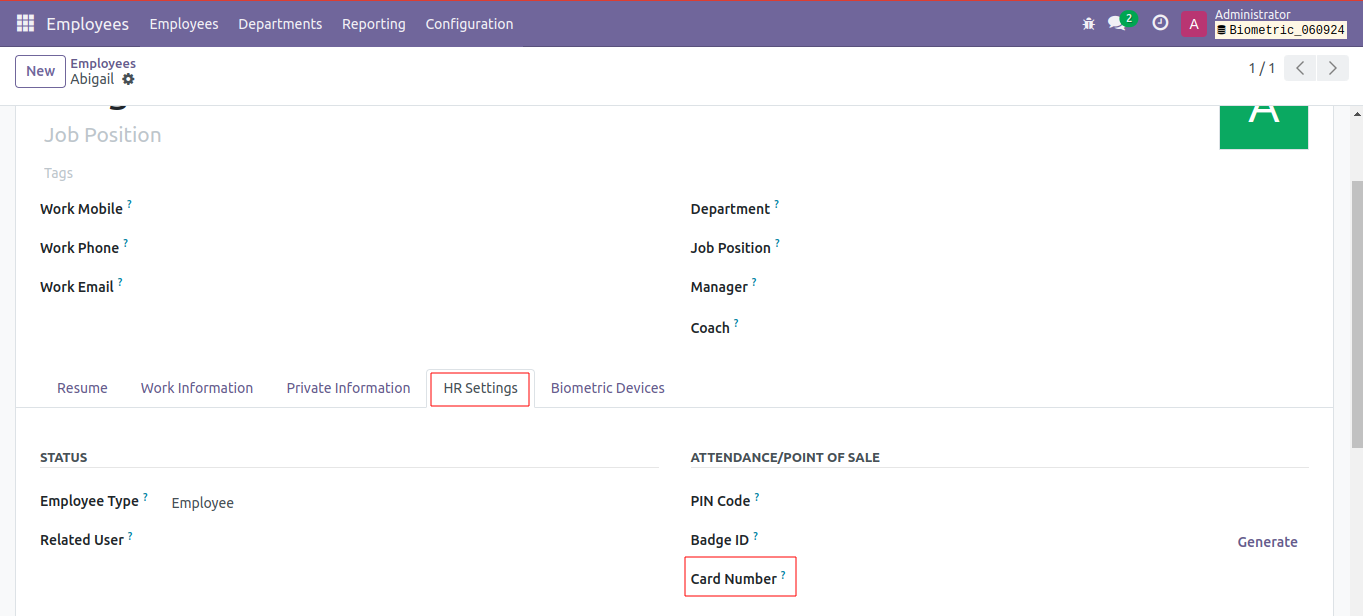 Employees Employees Departments Reporting Configuration 2 A Administrator
Biometric_060924
New Employees
Abigail 1 / 1
A
Job Position
Tags
Work Mobile ? Department ?
Work Phone ? Job Position ?
Work Email ? Manager ?
Coach ?
Resume Work Information Private Information HR Settings Biometric Devices
STATUS ATTENDANCE/POINT OF SALE
Employee Type ? Employee PIN Code ?
Related User ? Badge ID ? Generate
Card Number ?